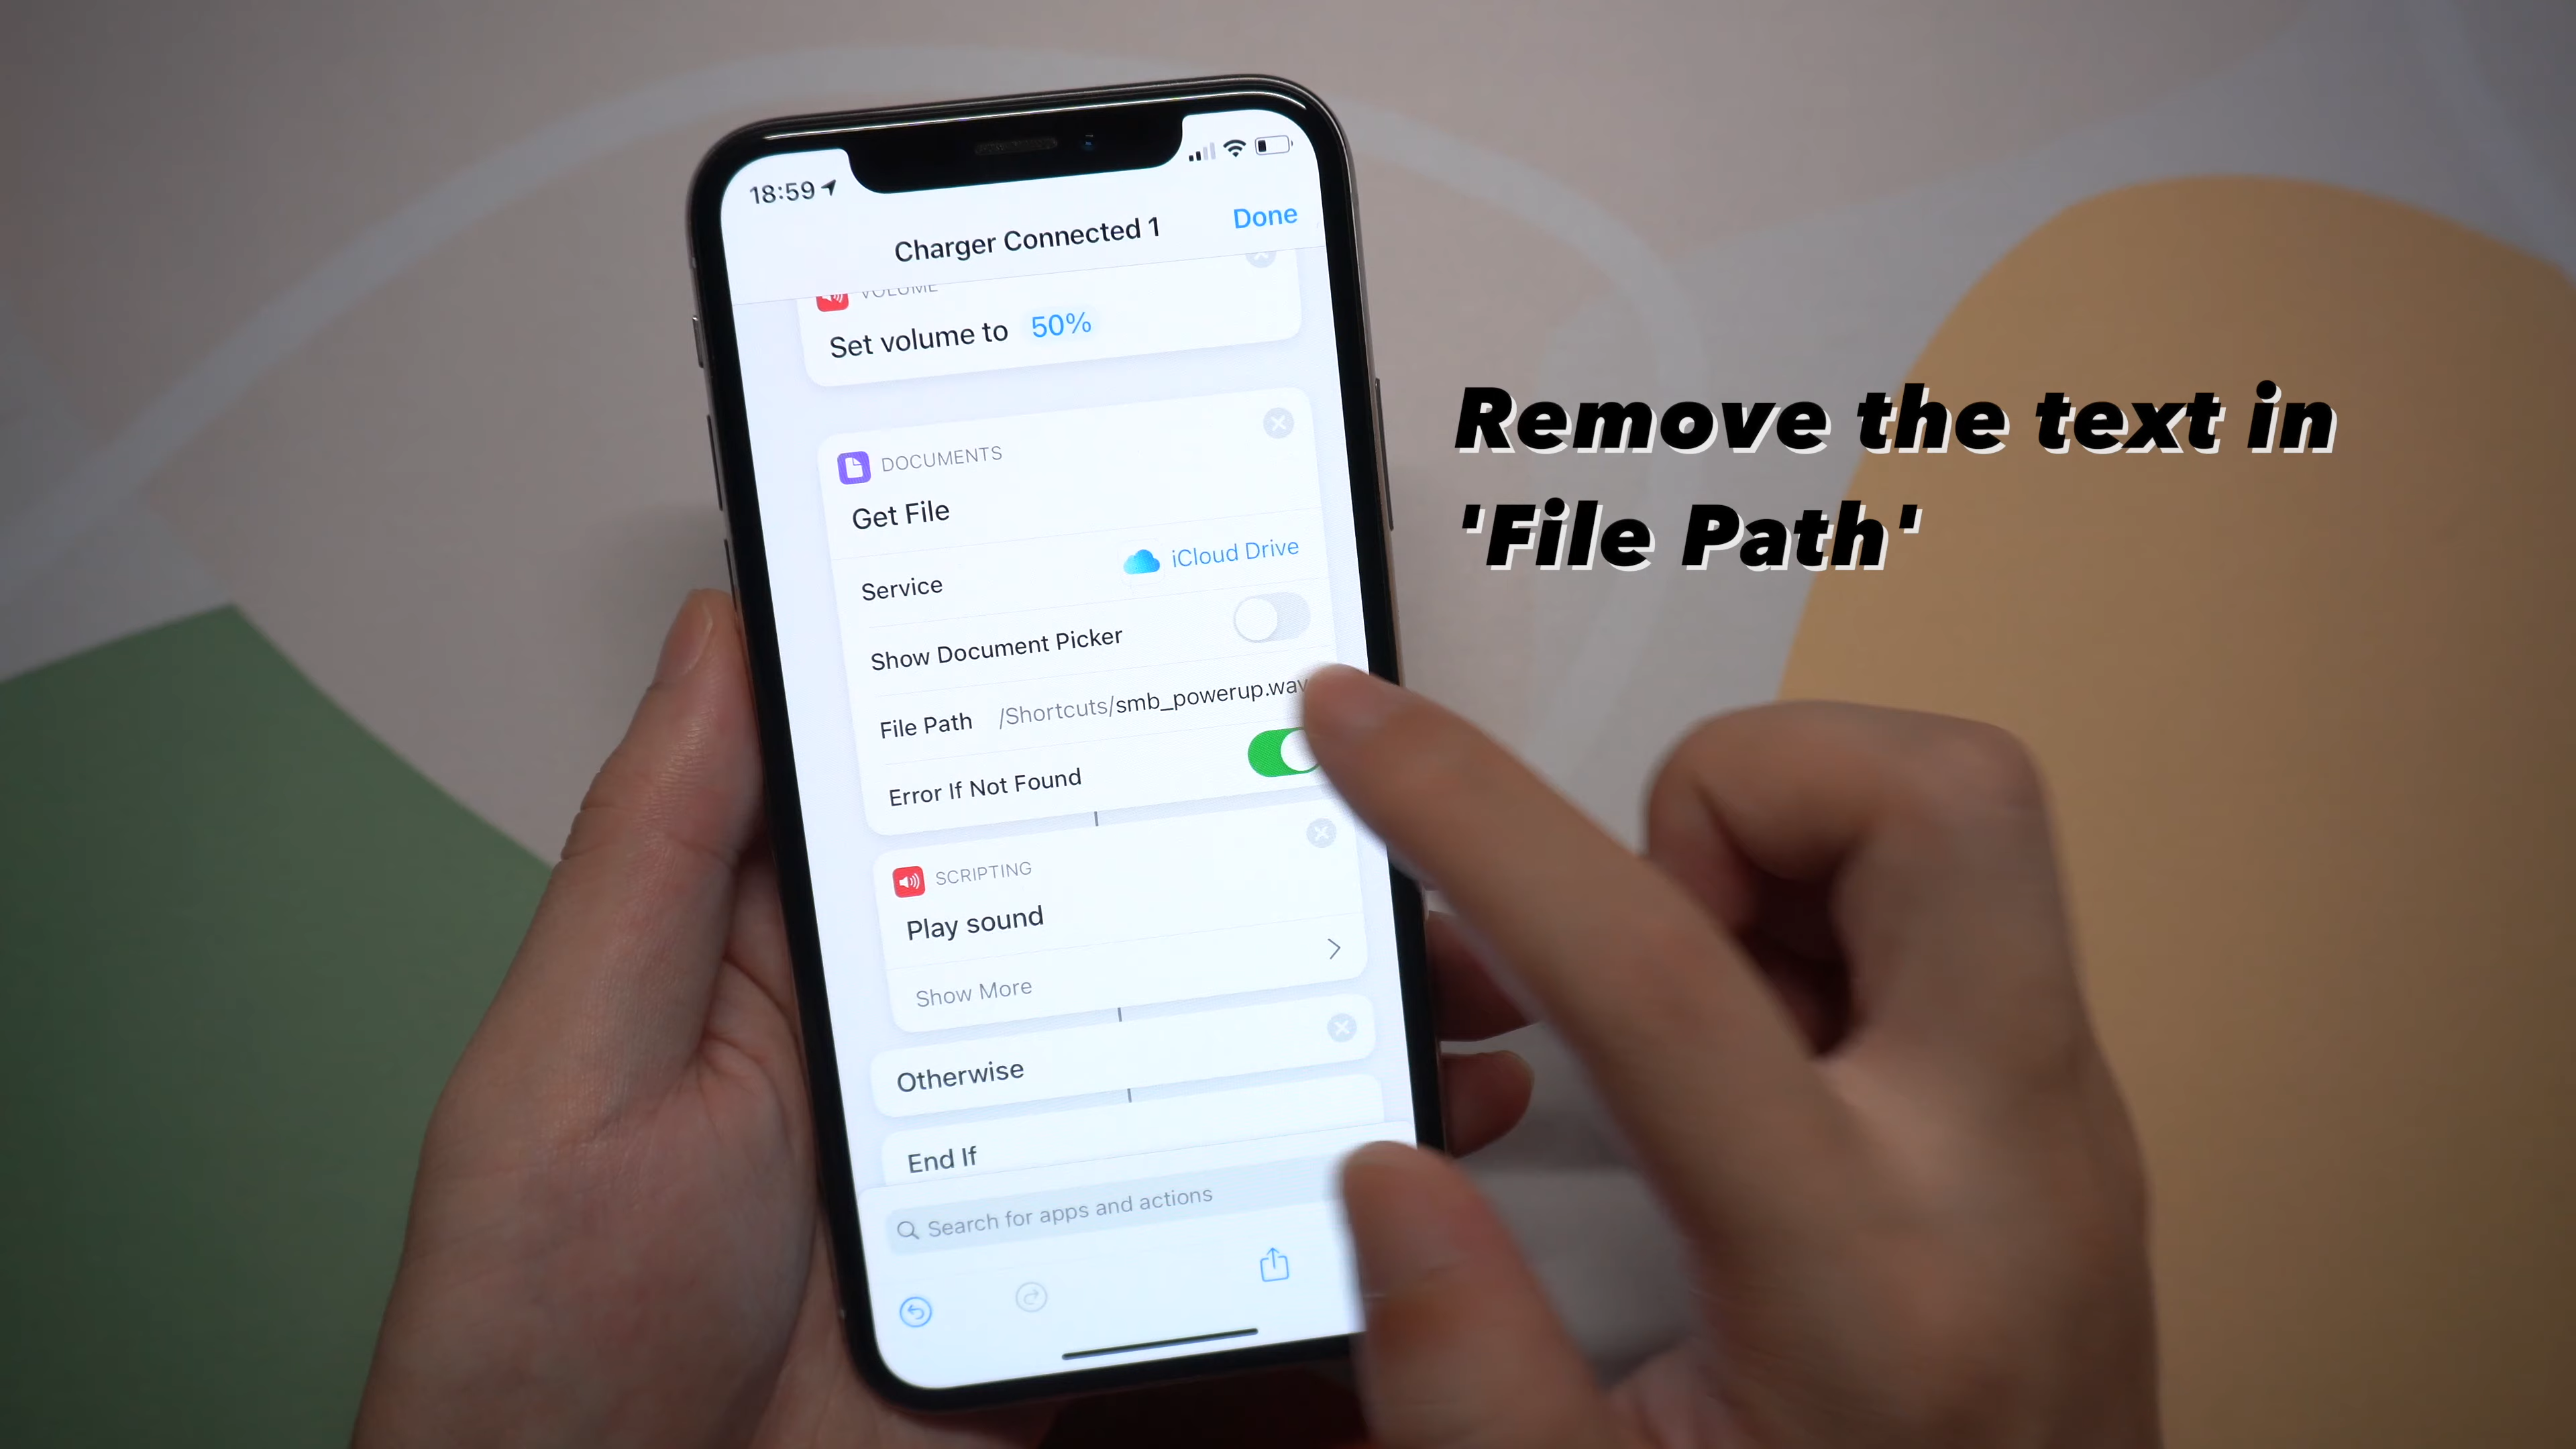 18:59
Charger Connected 1
Done
VOLUME
Set volume to 50%
DOCUMENTS
Get File
Service iCloud Drive
Show Document Picker
File Path /Shortcuts/smb_powerup.wav
Error If Not Found
SCRIPTING
Play sound
Show More
Otherwise
End If
Search for apps and actions
Remove the text in
'File Path'